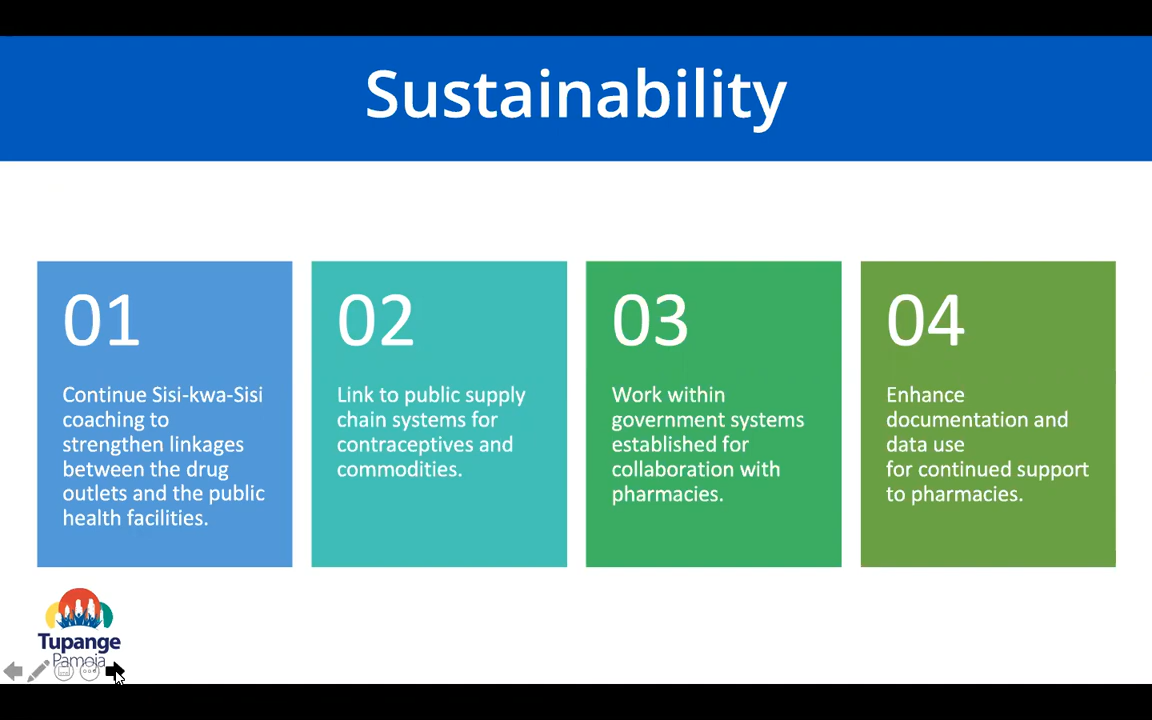 Sustainability
01
Continue Sisi-kwa-Sisi
coaching to
strengthen linkages
between the drug
outlets and the public
health facilities.
02
Link to public supply
chain systems for
contraceptives and
commodities.
03
Work within
government systems
established for
collaboration with
pharmacies.
04
Enhance
documentation and
data use
for continued support
to pharmacies.
Tupange
Pamoja